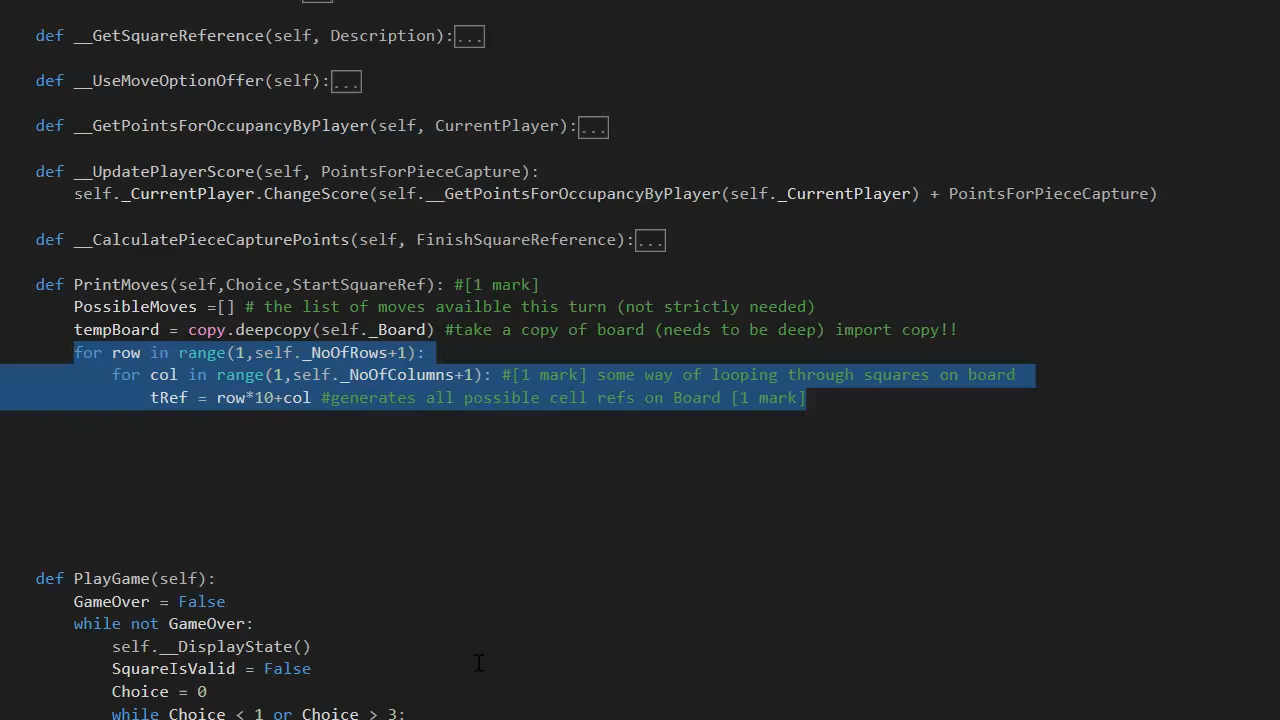 def __GetSquareReference(self, Description):...
def __UseMoveOptionOffer(self):...
def __GetPointsForOccupancyByPlayer(self, CurrentPlayer):...
def __UpdatePlayerScore(self, PointsForPieceCapture):
self._CurrentPlayer.ChangeScore(self.__GetPointsForOccupancyByPlayer(self._CurrentPlayer) + PointsForPieceCapture)
def __CalculatePieceCapturePoints(self, FinishSquareReference):...
def PrintMoves(self,Choice,StartSquareRef): #[1 mark]
PossibleMoves =[] # the list of moves availble this turn (not strictly needed)
tempBoard = copy.deepcopy(self._Board) #take a copy of board (needs to be deep) import copy!!
for row in range(1,self._NoOfRows+1):
for col in range(1,self._NoOfColumns+1): #[1 mark] some way of looping through squares on board
tRef = row*10+col #generates all possible cell refs on Board [1 mark]
def PlayGame(self):
GameOver = False
while not GameOver:
self.__DisplayState()
SquareIsValid = False
Choice = 0
while Choice < 1 or Choice > 3: